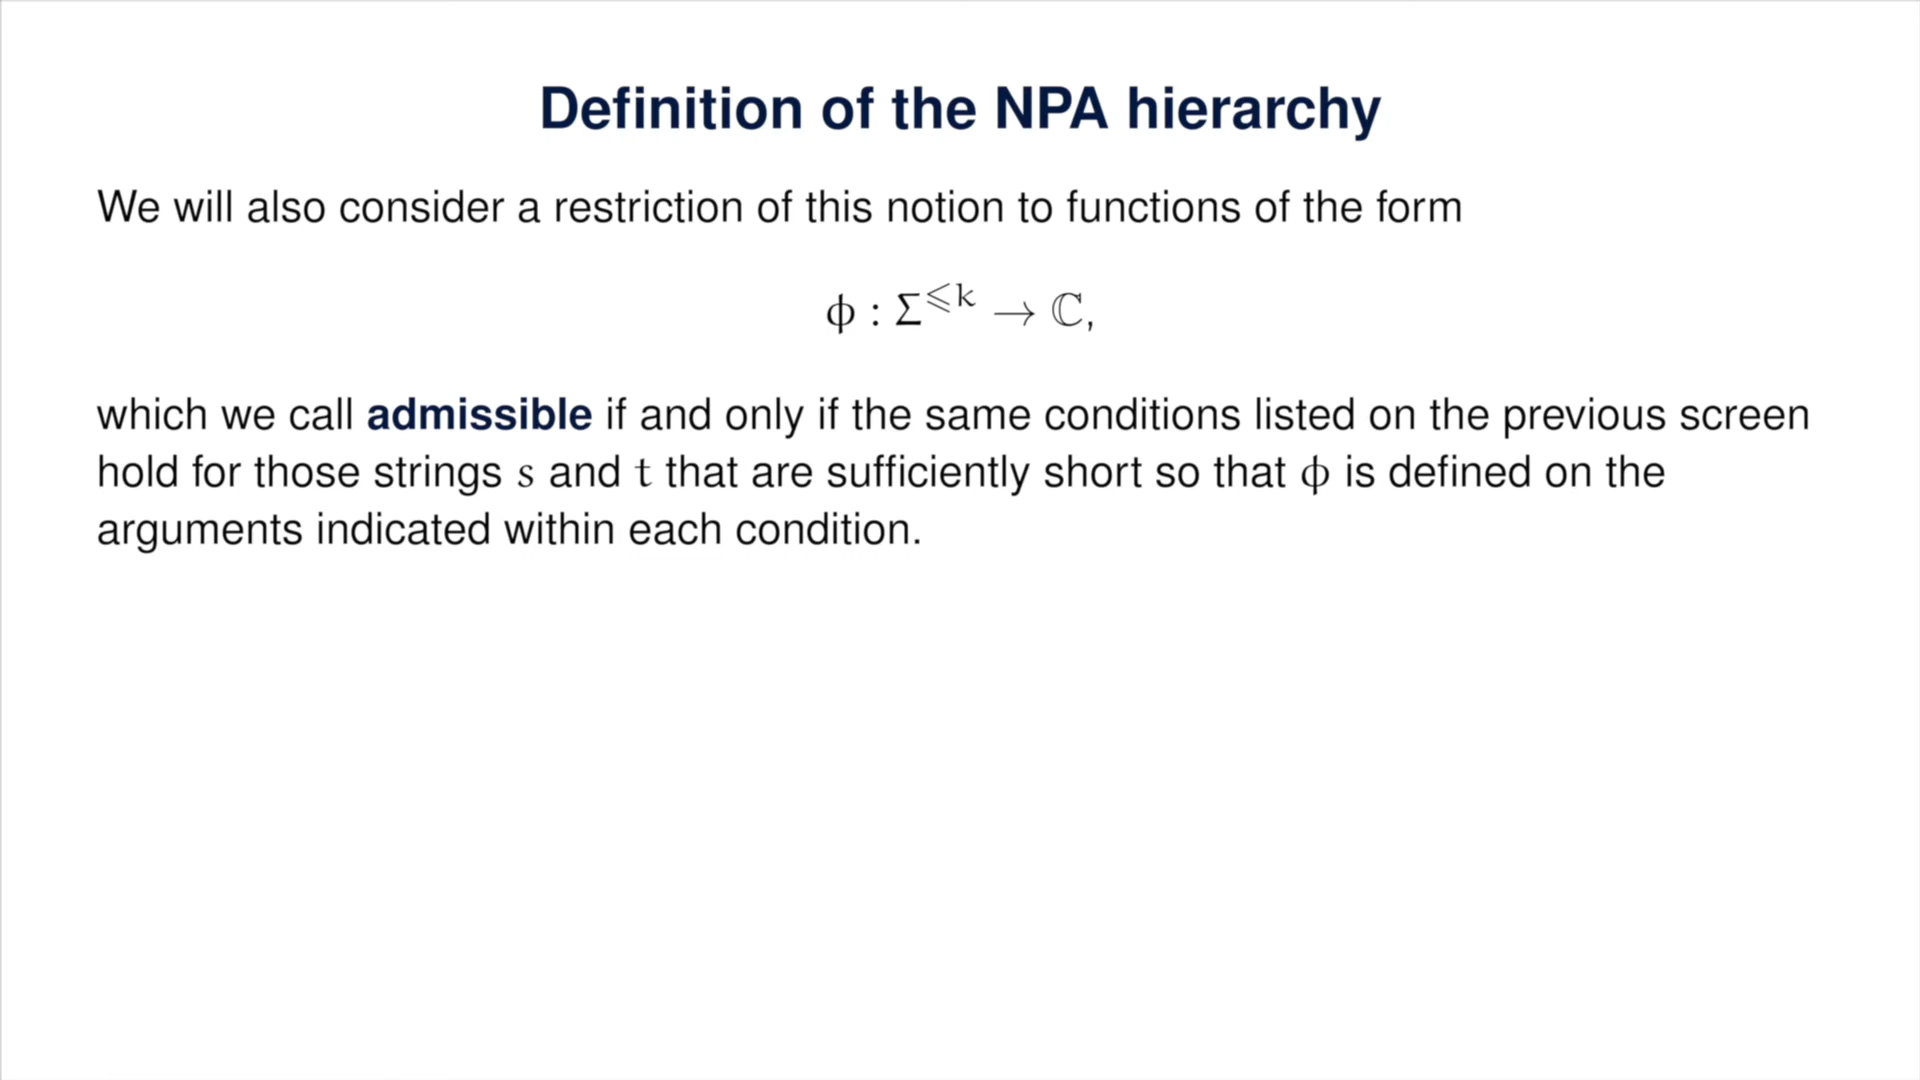 Definition of the NPA hierarchy
We will also consider a restriction of this notion to functions of the form
ϕ : Σ^{⩽k} → ℂ,
which we call admissible if and only if the same conditions listed on the previous screen
hold for those strings s and t that are sufficiently short so that ϕ is defined on the
arguments indicated within each condition.